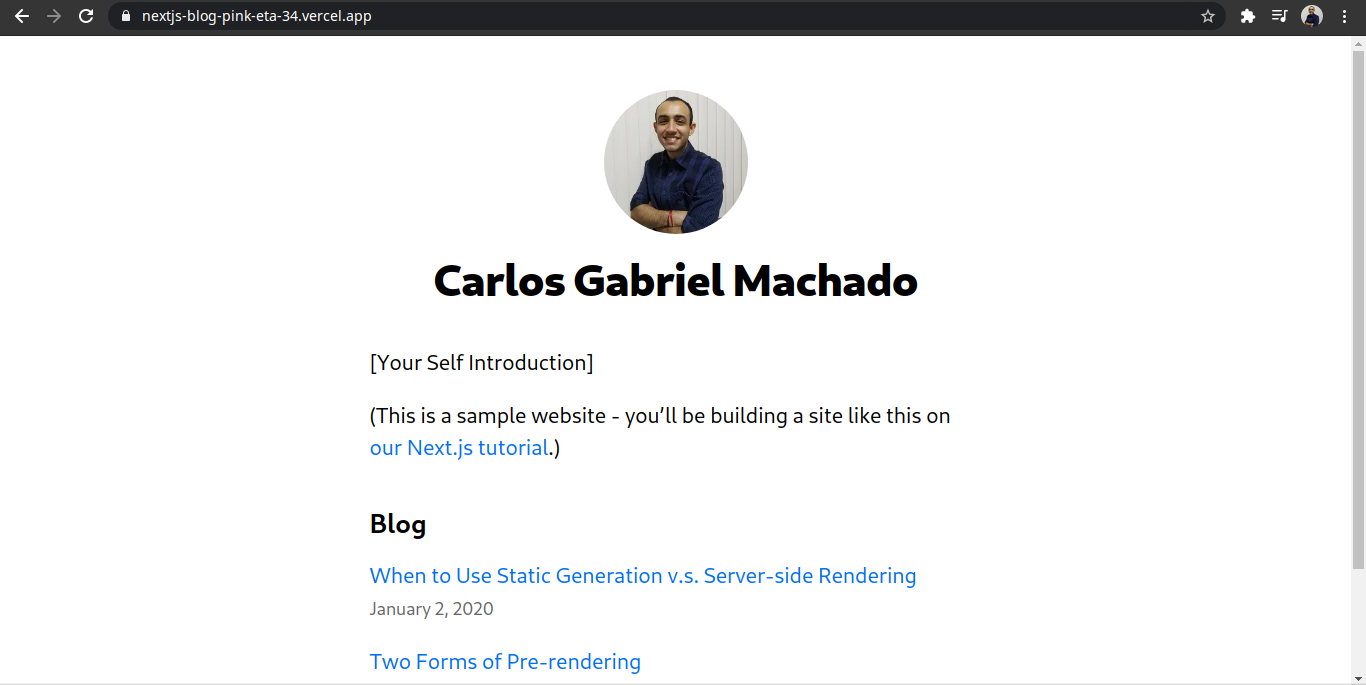 nextjs-blog-pink-eta-34.vercel.app
Carlos Gabriel Machado
[Your Self Introduction]
(This is a sample website - you’ll be building a site like this on
our Next.js tutorial.)
Blog
When to Use Static Generation v.s. Server-side Rendering
January 2, 2020
Two Forms of Pre-rendering